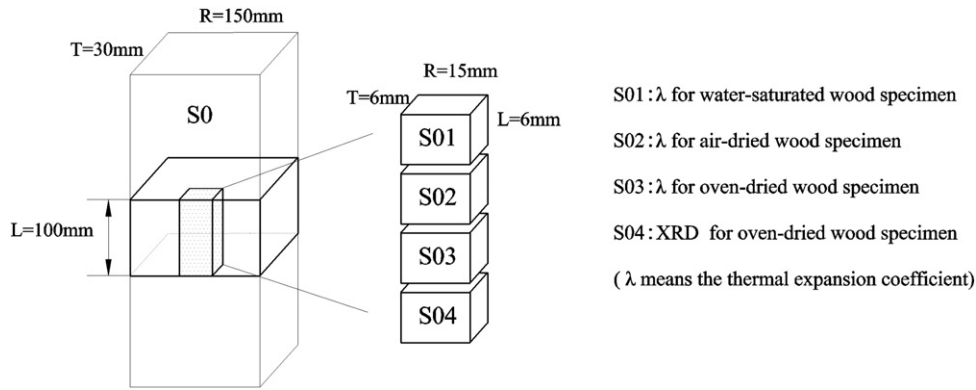 R=150mm
T=30mm
S0
L=100mm
R=15mm
T=6mm
L=6mm
S01
S02
S03
S04
S01:λ for water-saturated wood specimen
S02:λ for air-dried wood specimen
S03:λ for oven-dried wood specimen
S04:XRD for oven-dried wood specimen
( λ means the thermal expansion coefficient)